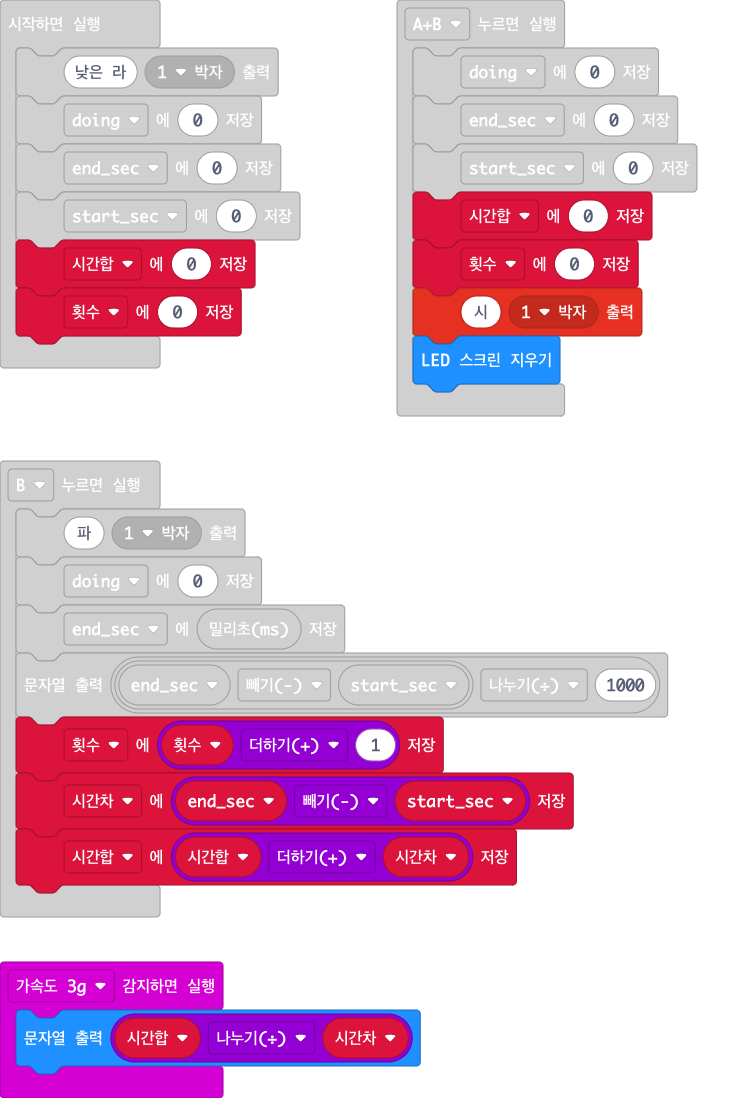 시작하면 실행
낮은 라 1 박자 출력
doing 에 0 저장
end_sec 에 0 저장
start_sec 에 0 저장
시간합 에 0 저장
횟수 에 0 저장
A+B 누르면 실행
doing 에 0 저장
end_sec 에 0 저장
start_sec 에 0 저장
시간합 에 0 저장
횟수 에 0 저장
시 1 박자 출력
LED 스크린 지우기
B 누르면 실행
파 1 박자 출력
doing 에 0 저장
end_sec 에 밀리초(ms) 저장
문자열 출력 end_sec 빼기(-) start_sec 나누기(÷) 1000
횟수 에 횟수 더하기(+) 1 저장
시간차 에 end_sec 빼기(-) start_sec 저장
시간합 에 시간합 더하기(+) 시간차 저장
가속도 3g 감지하면 실행
문자열 출력 시간합 나누기(÷) 시간차